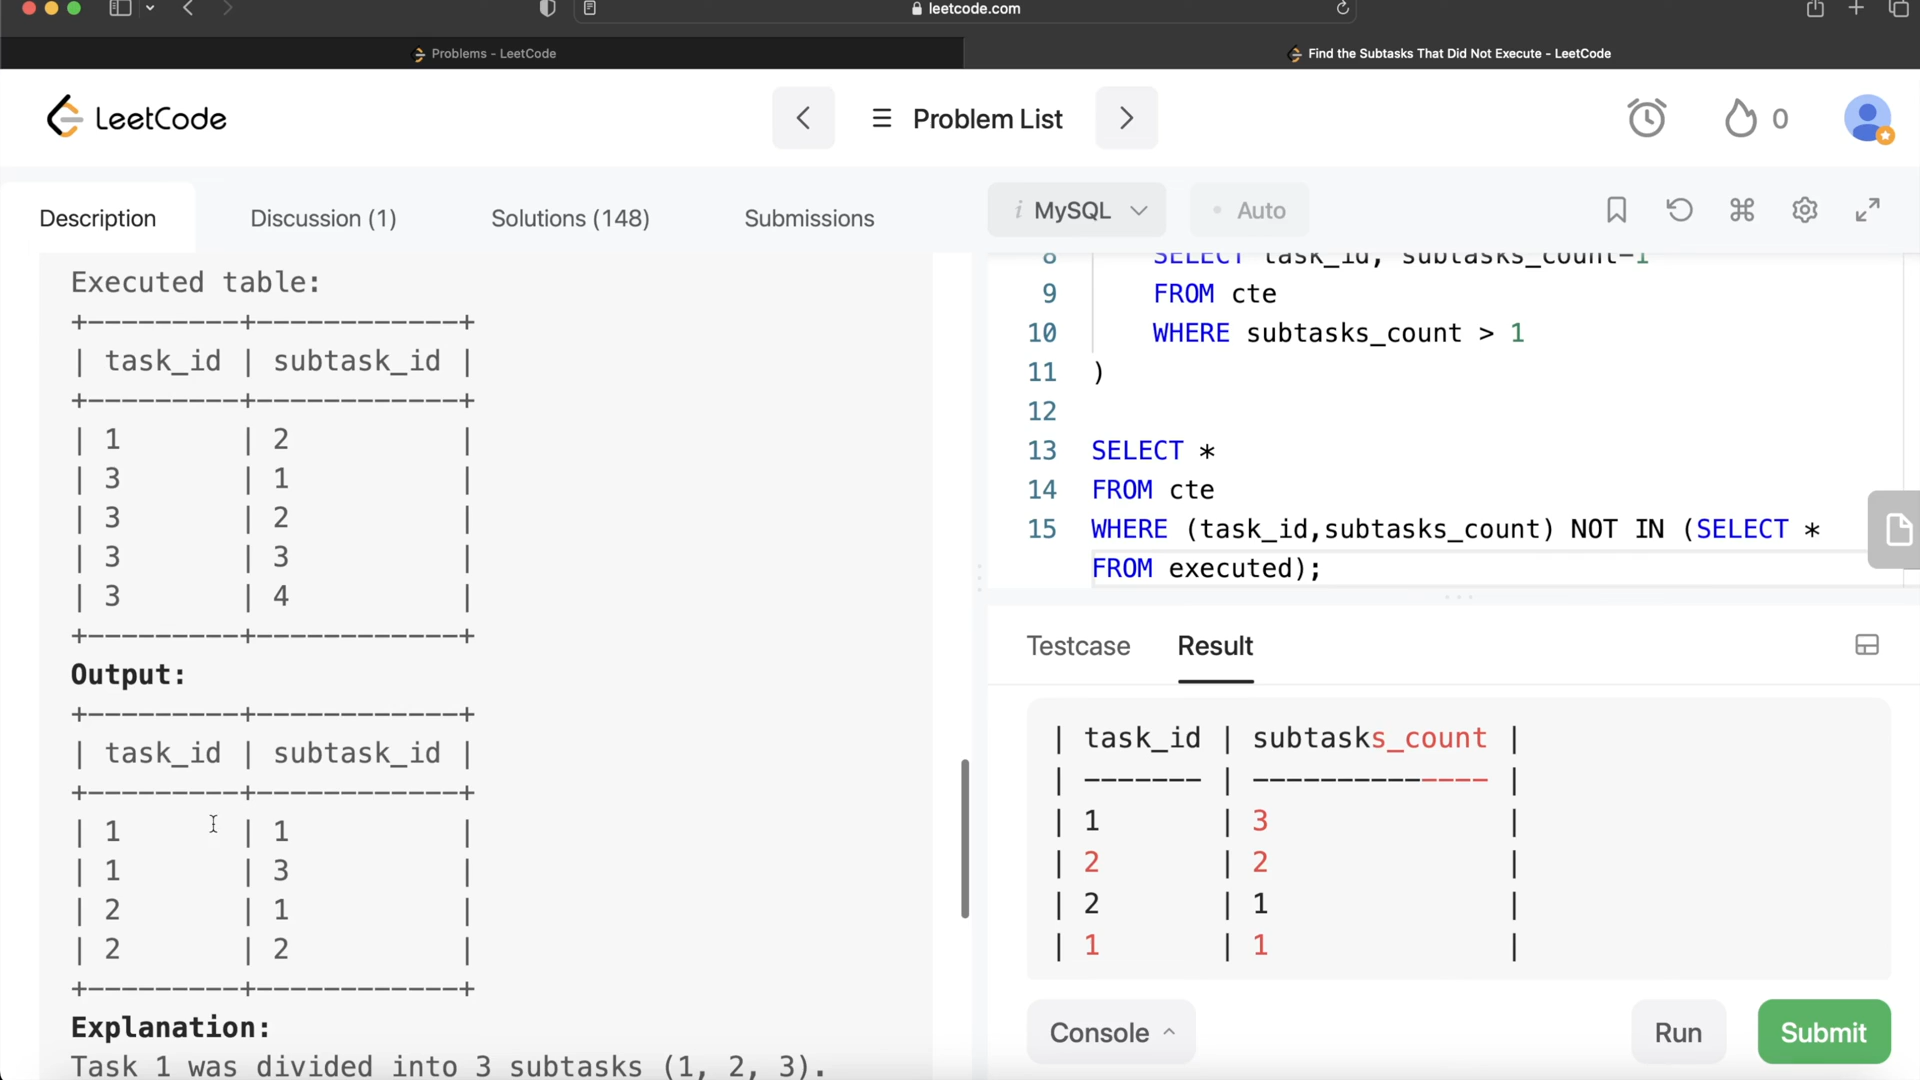 leetcode.com
Problems - LeetCode
Find the Subtasks That Did Not Execute - LeetCode
LeetCode
Problem List
0
Description
Discussion (1)
Solutions (148)
Submissions
i MySQL
Auto
Executed table:
+---------+------------+
| task_id | subtask_id |
+---------+------------+
| 1 | 2 |
| 3 | 1 |
| 3 | 2 |
| 3 | 3 |
| 3 | 4 |
+---------+------------+
Output:
+---------+------------+
| task_id | subtask_id |
+---------+------------+
| 1 | 1 |
| 1 | 3 |
| 2 | 1 |
| 2 | 2 |
+---------+------------+
Explanation:
Task 1 was divided into 3 subtasks (1, 2, 3).
8 SELECT task_id, subtasks_count-1
9 FROM cte
10 WHERE subtasks_count > 1
11 )
12
13 SELECT *
14 FROM cte
15 WHERE (task_id,subtasks_count) NOT IN (SELECT *
FROM executed);
Testcase
Result
| task_id | subtasks_count |
| ------- | -------------- |
| 1 | 3 |
| 2 | 2 |
| 2 | 1 |
| 1 | 1 |
Console
Run
Submit